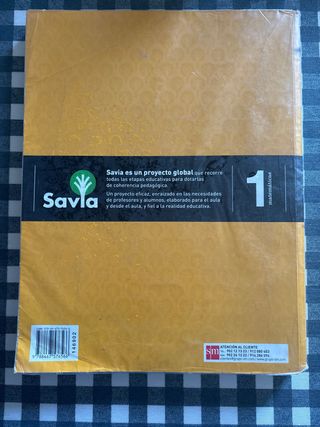 Savia es un proyecto global que recorre
todas las etapas educativas para dotarlas
de coherencia pedagógica.
Un proyecto eficaz, enraizado en las necesidades
de profesores y alumnos, elaborado para el aula
y desde el aula, y fiel a la realidad educativa.
Savia
1
matemáticas
146902
sm
ATENCIÓN AL CLIENTE